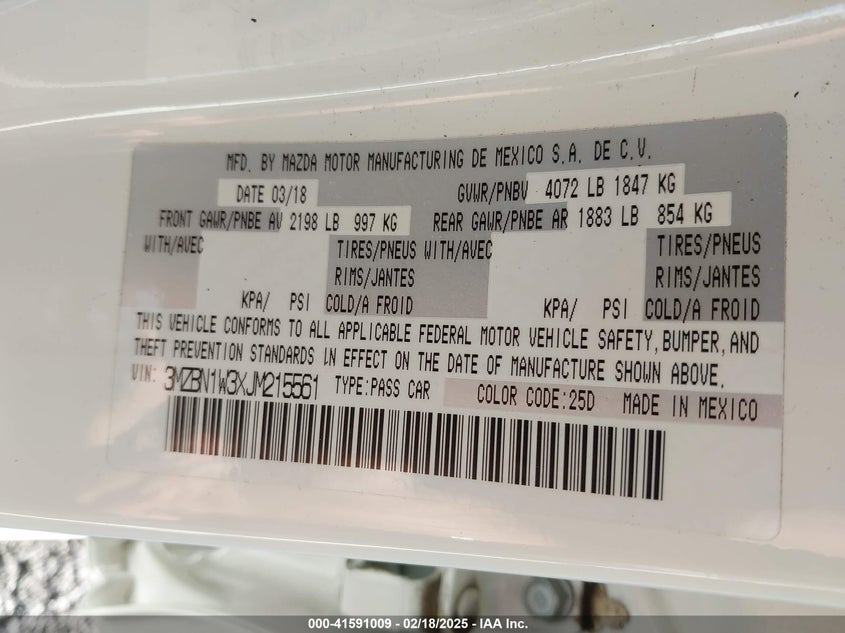 MFD. BY MAZDA MOTOR MANUFACTURING DE MEXICO S.A. DE C.V.
DATE 03/18 GVWR/PNBV 4072 LB 1847 KG
FRONT GAWR/PNBE AV 2198 LB 997 KG REAR GAWR/PNBE AR 1883 LB 854 KG
WITH/AVEC TIRES/PNEUS WITH/AVEC TIRES/PNEUS
RIMS/JANTES RIMS/JANTES
KPA/ PSI COLD/A FROID KPA/ PSI COLD/A FROID
THIS VEHICLE CONFORMS TO ALL APPLICABLE FEDERAL MOTOR VEHICLE SAFETY, BUMPER, AND
THEFT PREVENTION STANDARDS IN EFFECT ON THE DATE OF MANUFACTURE SHOWN ABOVE.
VIN: 3MZBN1W3XJM215561 TYPE:PASS CAR COLOR CODE:25D MADE IN MEXICO
000-41591009 - 02/18/2025 - IAA Inc.